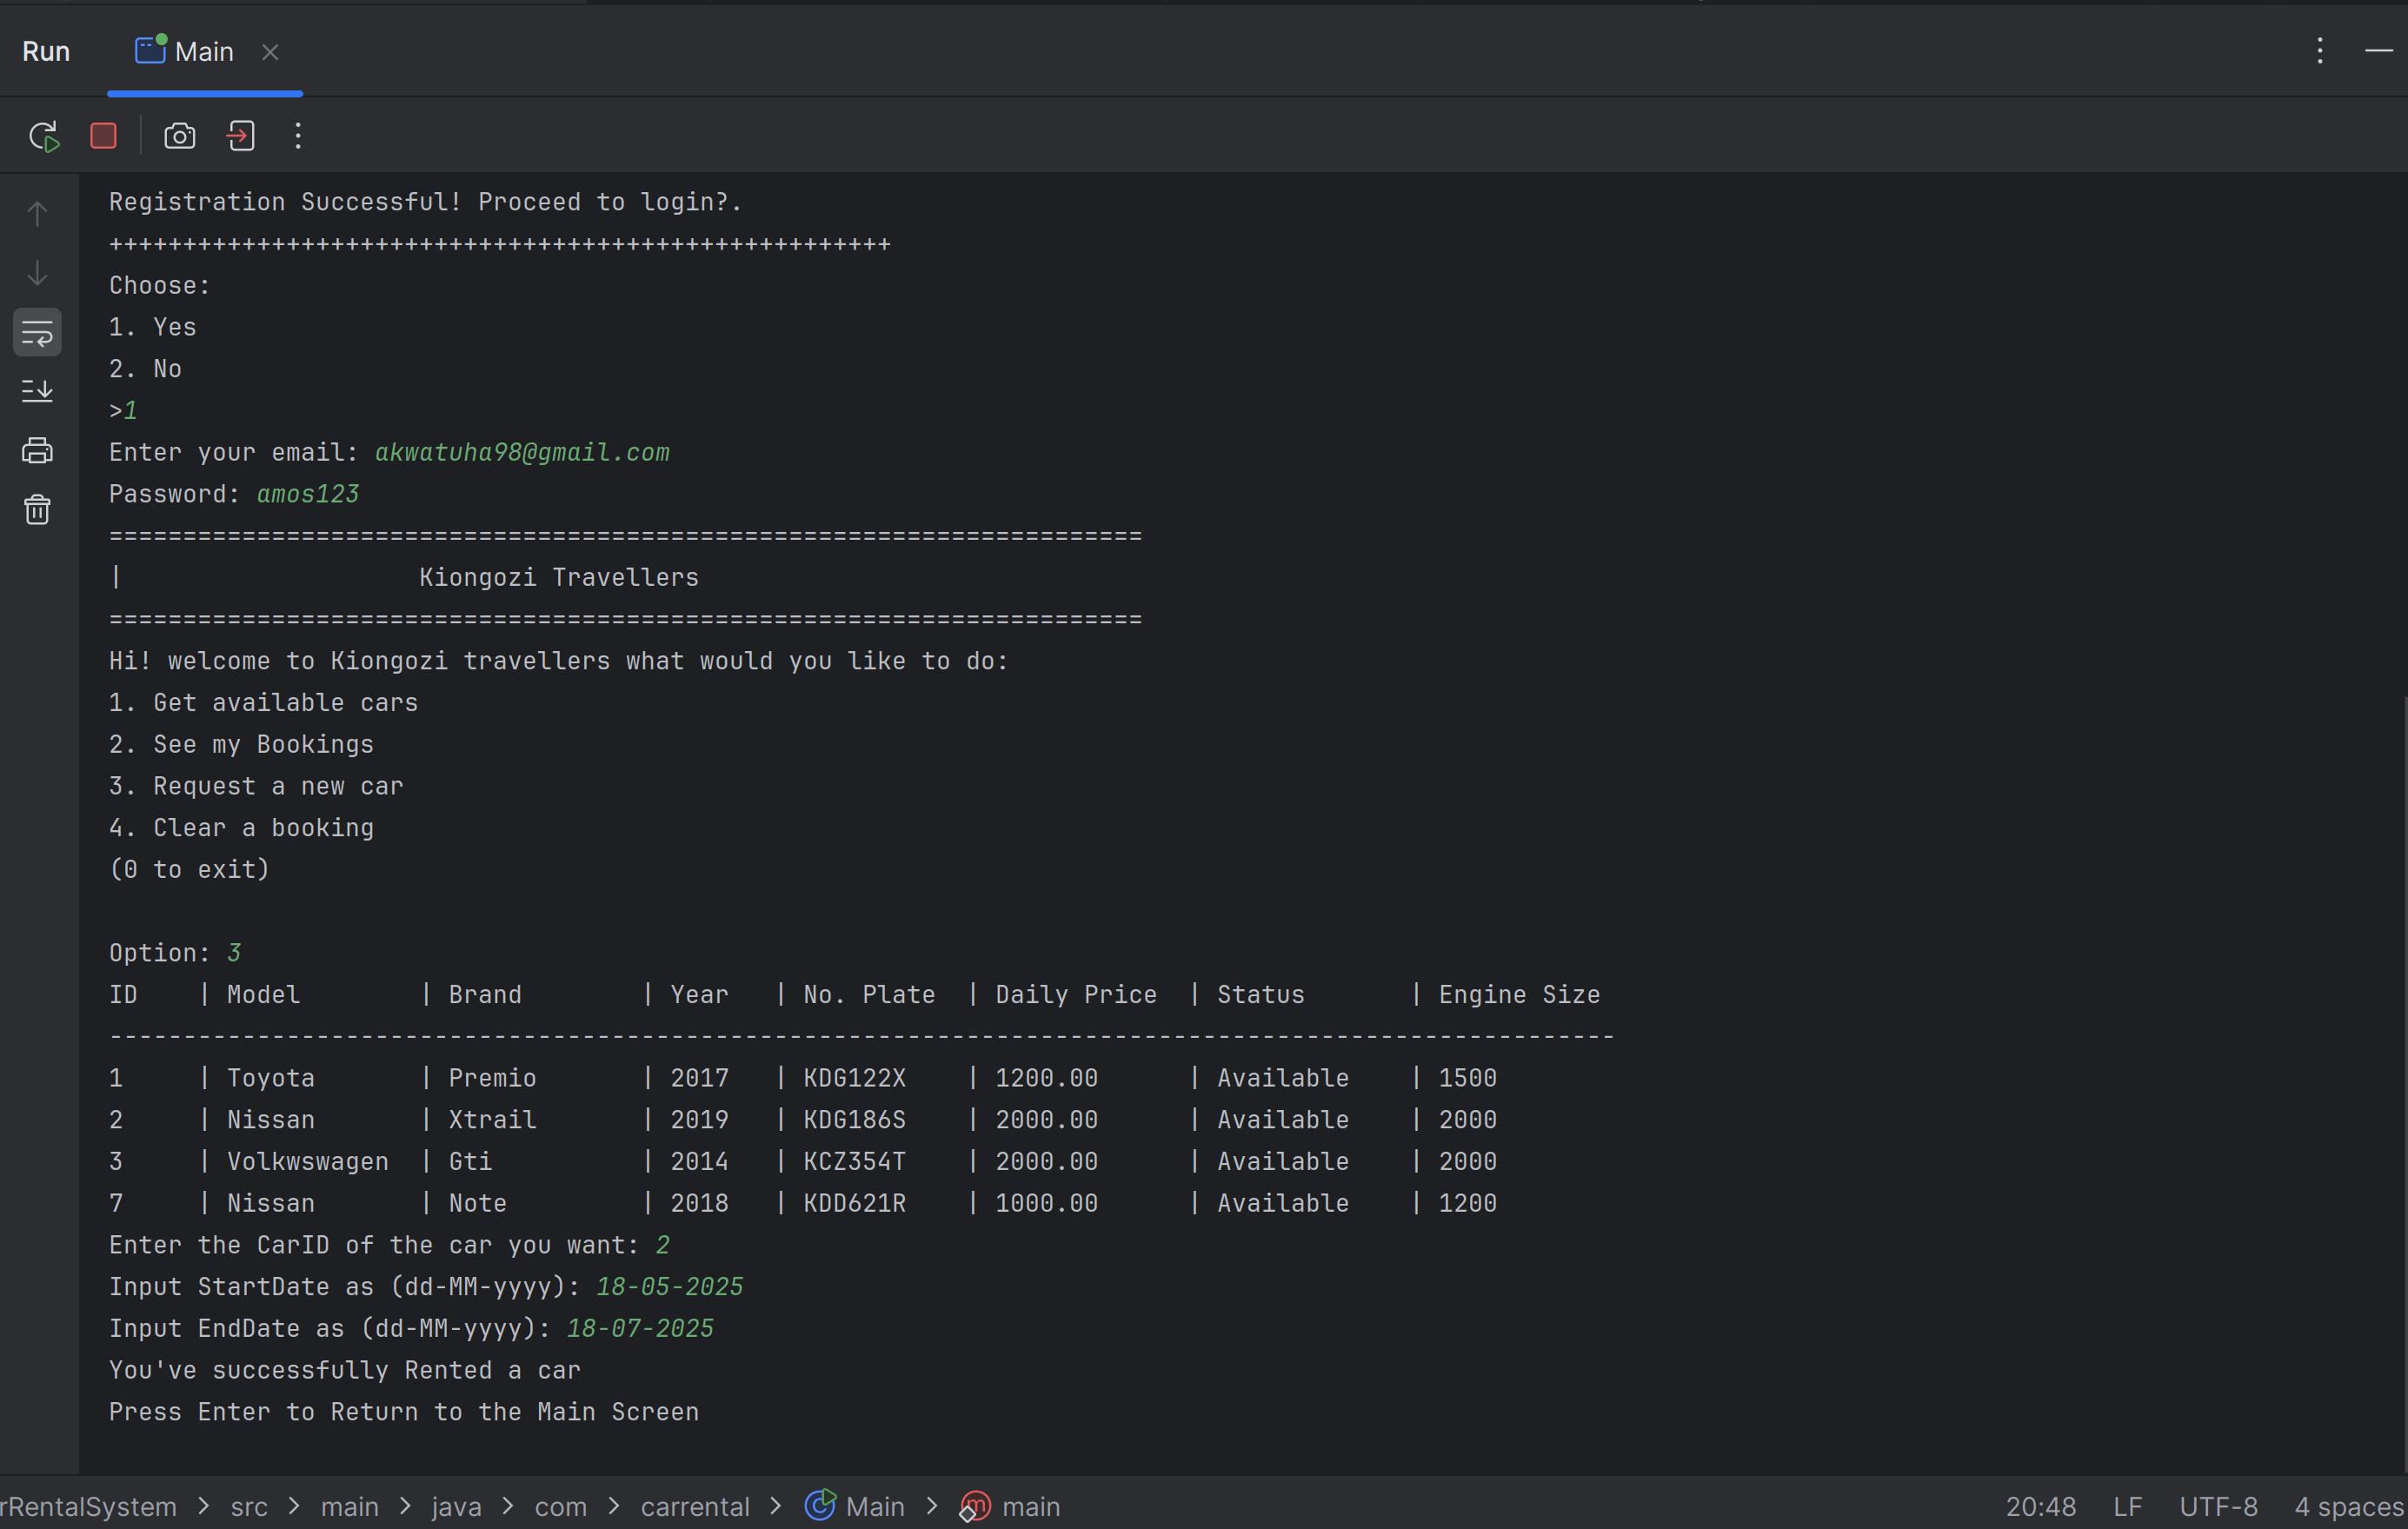 Run Main
Registration Successful! Proceed to login?.
+++++++++++++++++++++++++++++++++++++++++++++++++++++
Choose:
1. Yes
2. No
>1
Enter your email: akwatuha98@gmail.com
Password: amos123
======================================================================
|                    Kiongozi Travellers
======================================================================
Hi! welcome to Kiongozi travellers what would you like to do:
1. Get available cars
2. See my Bookings
3. Request a new car
4. Clear a booking
(0 to exit)
Option: 3
ID    | Model        | Brand        | Year   | No. Plate  | Daily Price  | Status       | Engine Size
------------------------------------------------------------------------------------------------------
1     | Toyota       | Premio       | 2017   | KDG122X    | 1200.00      | Available    | 1500
2     | Nissan       | Xtrail       | 2019   | KDG186S    | 2000.00      | Available    | 2000
3     | Volkwswagen  | Gti          | 2014   | KCZ354T    | 2000.00      | Available    | 2000
7     | Nissan       | Note         | 2018   | KDD621R    | 1000.00      | Available    | 1200
Enter the CarID of the car you want: 2
Input StartDate as (dd-MM-yyyy): 18-05-2025
Input EndDate as (dd-MM-yyyy): 18-07-2025
You've successfully Rented a car
Press Enter to Return to the Main Screen
rRentalSystem > src > main > java > com > carrental > Main > main 20:48 LF UTF-8 4 spaces